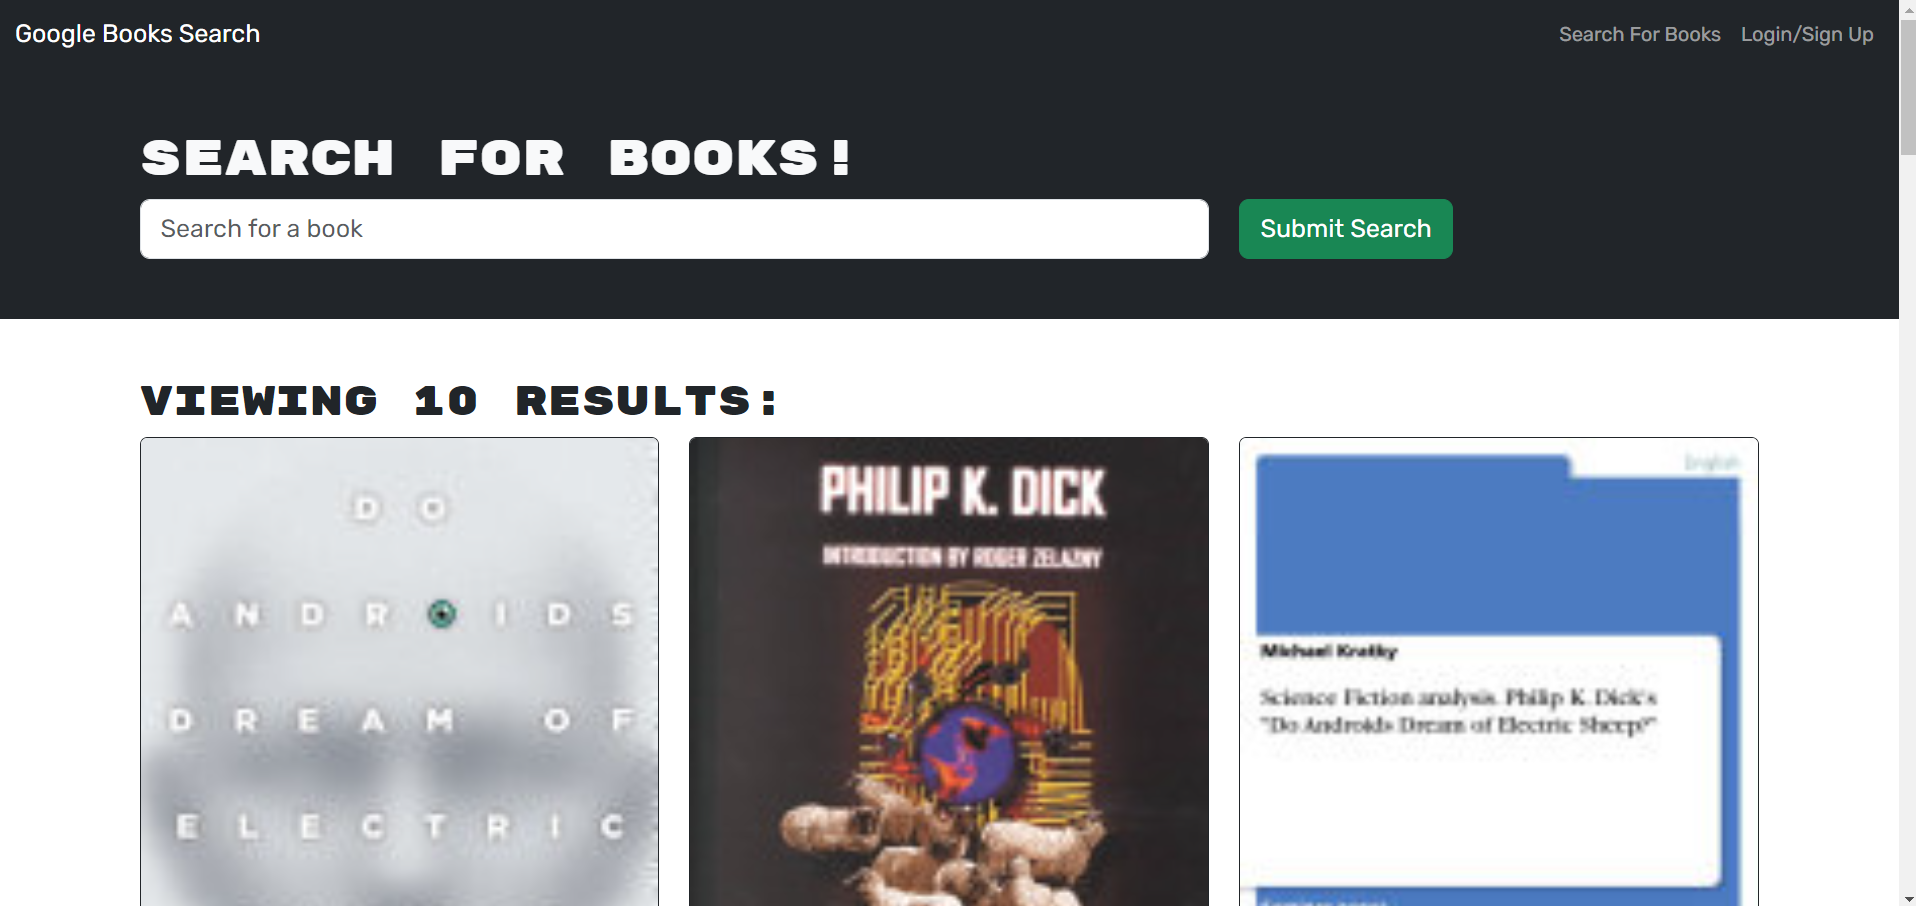 Google Books Search
Search For Books
Login/Sign Up
SEARCH FOR BOOKS!
Search for a book
Submit Search
VIEWING 10 RESULTS:
DO
ANDROIDS
DREAM OF
ELECTRIC
PHILIP K. DICK
INTRODUCTION BY ROGER ZELAZNY
English
Michael Kratky
Science Fiction analysis. Philip K. Dick's
"Do Androids Dream of Electric Sheep?"